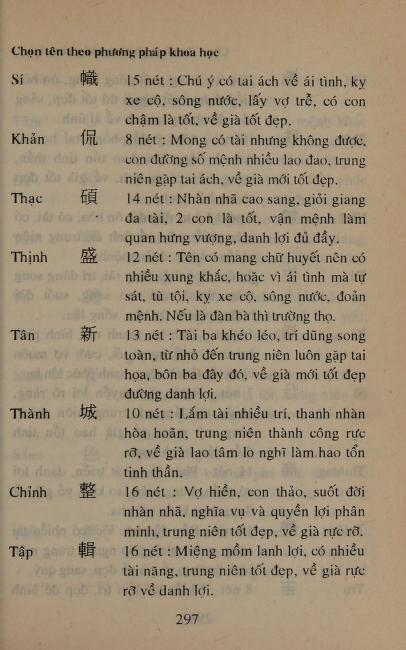 Chọn tên theo phương pháp khoa học
Sí 幟 15 nét : Chú ý có tai ách về ái tình, kỵ
xe cộ, sông nước, lấy vợ trễ, có con
chậm là tốt, về già tốt đẹp.
Khản 侃 8 nét : Mong có tài nhưng không được,
con đường số mệnh nhiều lao đao, trung
niên gặp tai ách, về già mới tốt đẹp.
Thạc 碩 14 nét : Nhàn nhã cao sang, giỏi giang
đa tài, 2 con là tốt, vận mệnh làm
quan hưng vượng, danh lợi đủ đầy.
Thịnh 盛 12 nét : Tên có mang chữ huyết nên có
nhiều xung khắc, hoặc vì ái tình mà tự
sát, tù tội, kỵ xe cộ, sông nước, đoản
mệnh. Nếu là đàn bà thì trường thọ.
Tân 新 13 nét : Tài ba khéo léo, trí dũng song
toàn, từ nhỏ đến trung niên luôn gặp tai
họa, bôn ba đây đó, về già mới tốt đẹp
đường danh lợi.
Thành 城 10 nét : Lắm tài nhiều trí, thanh nhàn
hòa hoãn, trung niên thành công rực
rỡ, về già lao tâm lo nghĩ làm hao tổn
tinh thần.
Chỉnh 整 16 nét : Vợ hiền, con thảo, suốt đời
nhàn nhã, nghĩa vụ và quyền lợi phân
minh, trung niên tốt đẹp, về già rực rỡ.
Tập 輯 16 nét : Miệng mồm lanh lợi, có nhiều
tài năng, trung niên tốt đẹp, về già rực
rỡ về danh lợi.
297